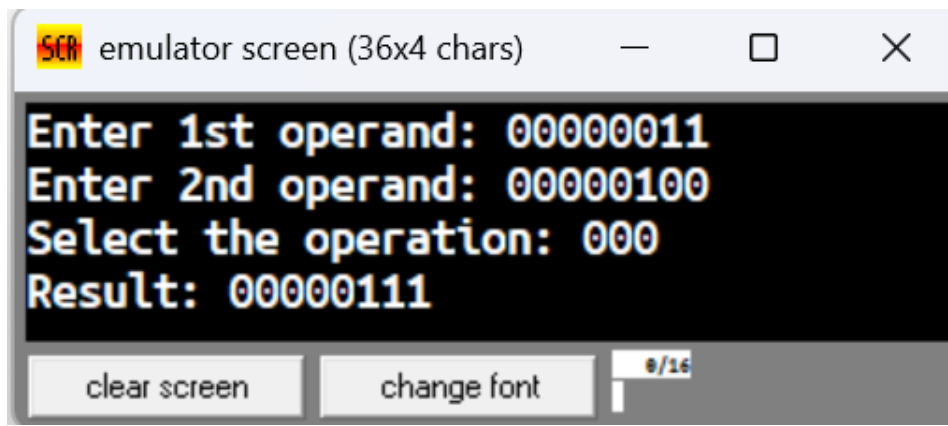 SCR emulator screen (36x4 chars)
Enter 1st operand: 00000011
Enter 2nd operand: 00000100
Select the operation: 000
Result: 00000111
clear screen change font 0/16